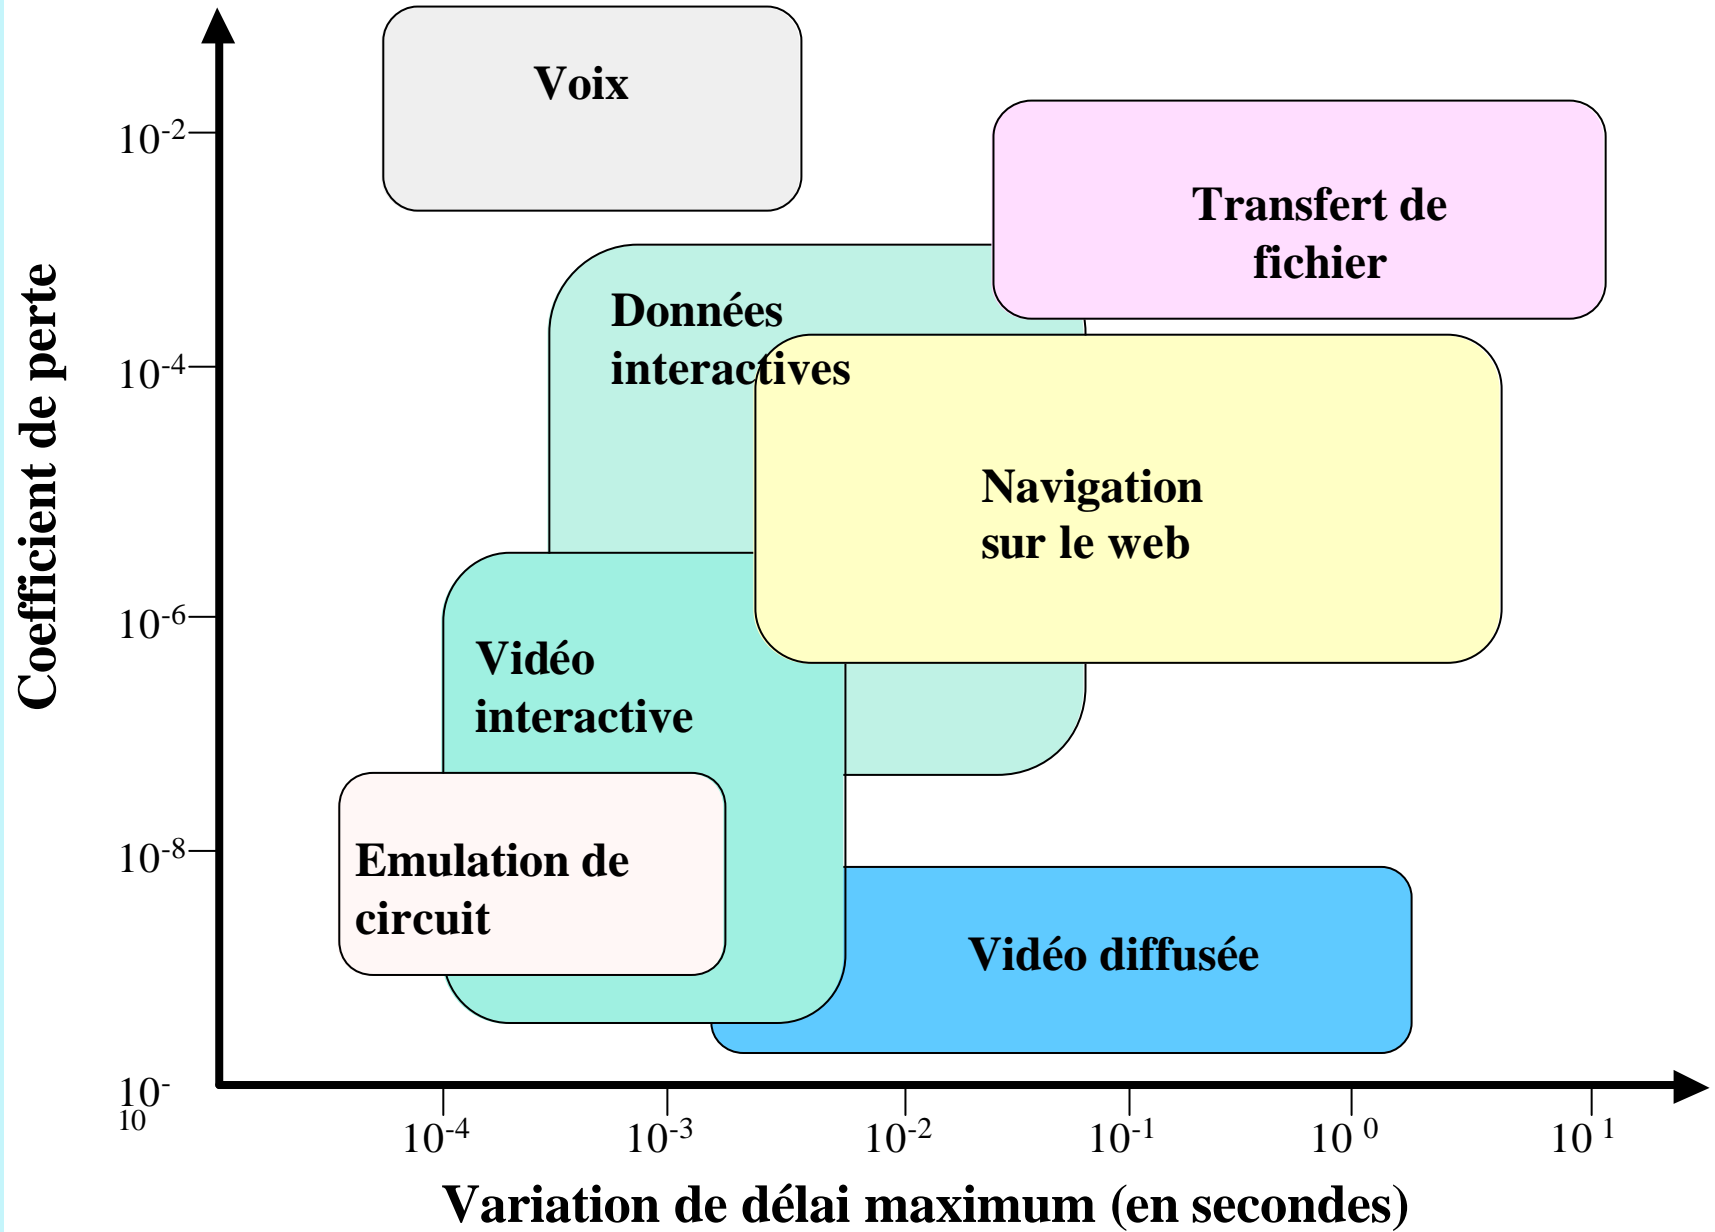 Voix
10-2
Transfert de
fichier
Données
interactives
10-4
Navigation
sur le web
Coefficient de perte
10-6
Vidéo
interactive
10-8
Emulation de
circuit
Vidéo diffusée
10-
10
10-4 10-3 10-2 10-1 10 0 10 1
Variation de délai maximum (en secondes)